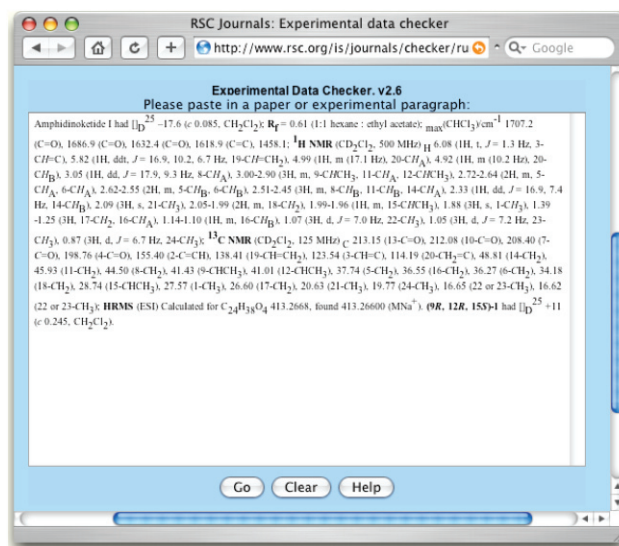 RSC Journals: Experimental data checker
http://www.rsc.org/is/journals/checker/ru
Google
Experimental Data Checker. v2.6
Please paste in a paper or experimental paragraph:
Amphidinoketide I had []D25 –17.6 (c 0.085, CH2Cl2); Rf = 0.61 (1:1 hexane : ethyl acetate); max(CHCl3)/cm-1 1707.2
(C=O), 1686.9 (C=O), 1632.4 (C=O), 1618.9 (C=C), 1458.1; 1H NMR (CD2Cl2, 500 MHz) H 6.08 (1H, t, J = 1.3 Hz, 3-
CH=C), 5.82 (1H, ddt, J = 16.9, 10.2, 6.7 Hz, 19-CH=CH2), 4.99 (1H, m (17.1 Hz), 20-CHA), 4.92 (1H, m (10.2 Hz), 20-
CHB), 3.05 (1H, dd, J = 17.9, 9.3 Hz, 8-CHA), 3.00-2.90 (3H, m, 9-CHCH3, 11-CHA, 12-CHCH3), 2.72-2.64 (2H, m, 5-
CHA, 6-CHA), 2.62-2.55 (2H, m, 5-CHB, 6-CHB), 2.51-2.45 (3H, m, 8-CHB, 11-CHB, 14-CHA), 2.33 (1H, dd, J = 16.9, 7.4
Hz, 14-CHB), 2.09 (3H, s, 21-CH3), 2.05-1.99 (2H, m, 18-CH2), 1.99-1.96 (1H, m, 15-CHCH3), 1.88 (3H, s, 1-CH3), 1.39
-1.25 (3H, 17-CH2, 16-CHA), 1.14-1.10 (1H, m, 16-CHB), 1.07 (3H, d, J = 7.0 Hz, 22-CH3), 1.05 (3H, d, J = 7.2 Hz, 23-
CH3), 0.87 (3H, d, J = 6.7 Hz, 24-CH3); 13C NMR (CD2Cl2, 125 MHz) C 213.15 (13-C=O), 212.08 (10-C=O), 208.40 (7-
C=O), 198.76 (4-C=O), 155.40 (2-C=CH), 138.41 (19-CH=CH2), 123.54 (3-CH=C), 114.19 (20-CH2=C), 48.81 (14-CH2),
45.93 (11-CH2), 44.50 (8-CH2), 41.43 (9-CHCH3), 41.01 (12-CHCH3), 37.74 (5-CH2), 36.55 (16-CH2), 36.27 (6-CH2), 34.18
(18-CH2), 28.74 (15-CHCH3), 27.57 (1-CH3), 26.60 (17-CH2), 20.63 (21-CH3), 19.77 (24-CH3), 16.65 (22 or 23-CH3), 16.62
(22 or 23-CH3); HRMS (ESI) Calculated for C24H38O4 413.2668, found 413.26600 (MNa+). (9R, 12R, 15S)-1 had []D25 +11
(c 0.245, CH2Cl2).
Go Clear Help